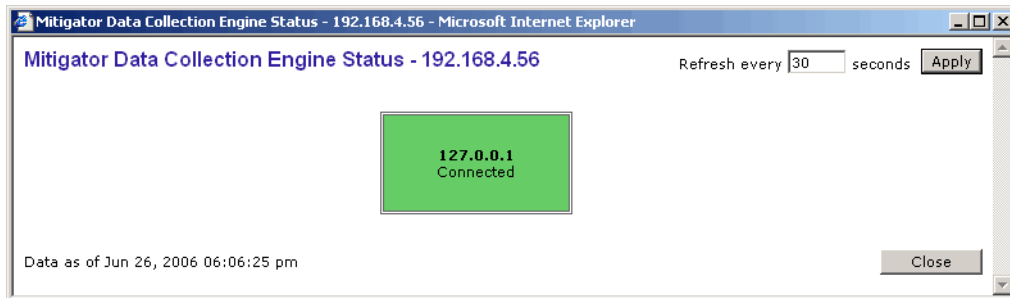 Mitigator Data Collection Engine Status - 192.168.4.56 - Microsoft Internet Explorer
Mitigator Data Collection Engine Status - 192.168.4.56
Refresh every 30 seconds Apply
127.0.0.1
Connected
Data as of Jun 26, 2006 06:06:25 pm
Close